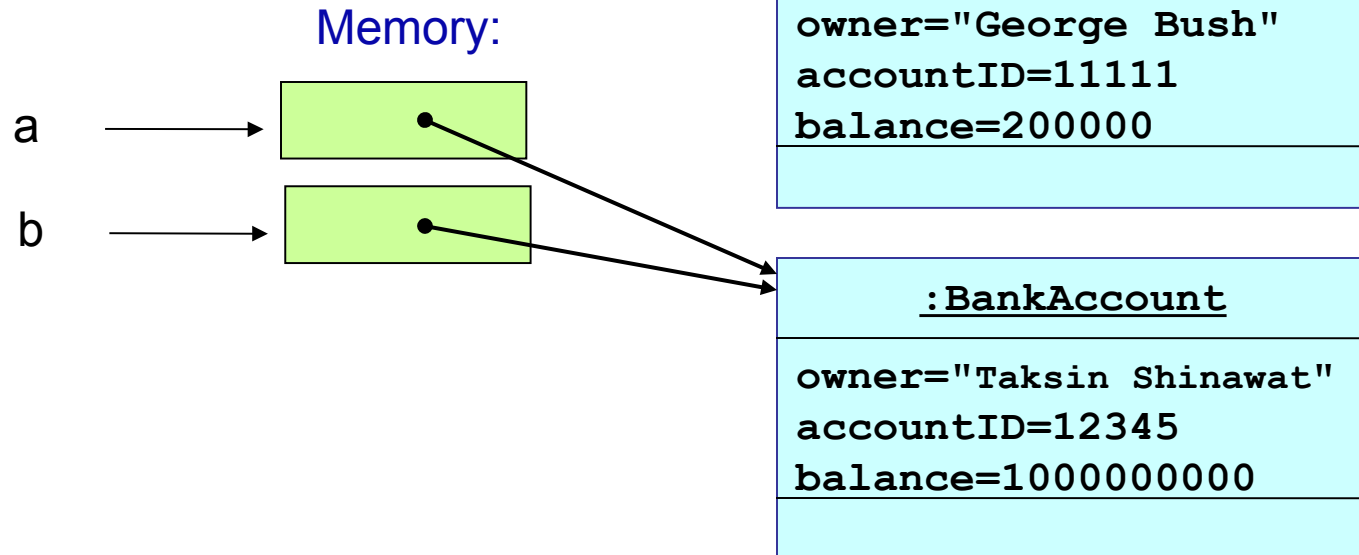 Memory:
a
b
owner="George Bush"
accountID=11111
balance=200000
:BankAccount
owner="Taksin Shinawat"
accountID=12345
balance=1000000000